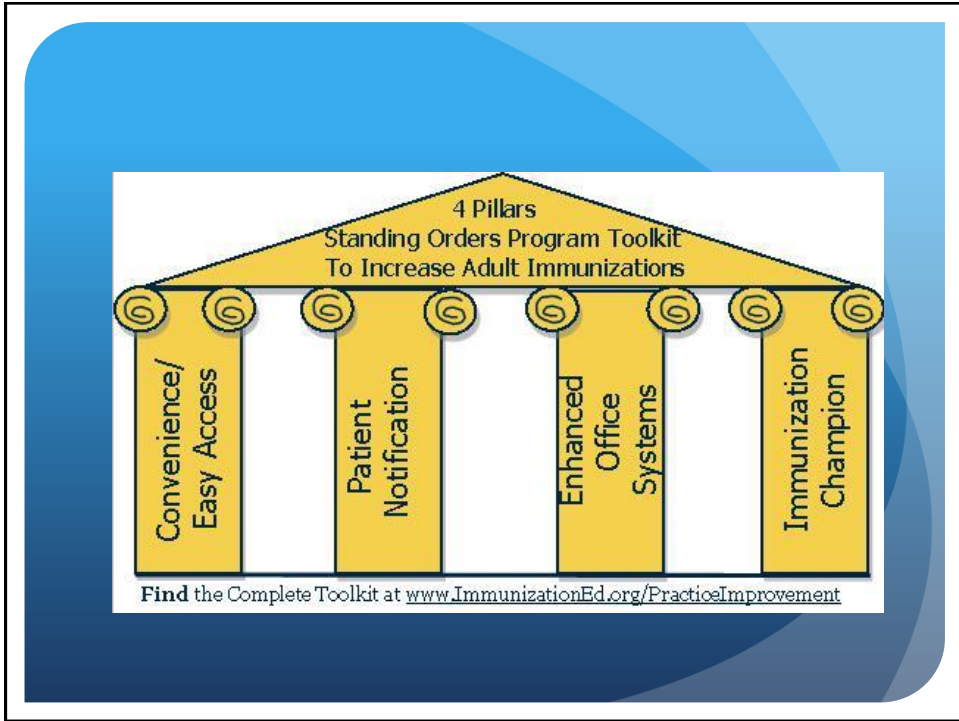 4 Pillars
Standing Orders Program Toolkit
To Increase Adult Immunizations
Convenience/
Easy Access
Patient
Notification
Enhanced
Office
Systems
Immunization
Champion
Find the Complete Toolkit at www.ImmunizationEd.org/PracticeImprovement